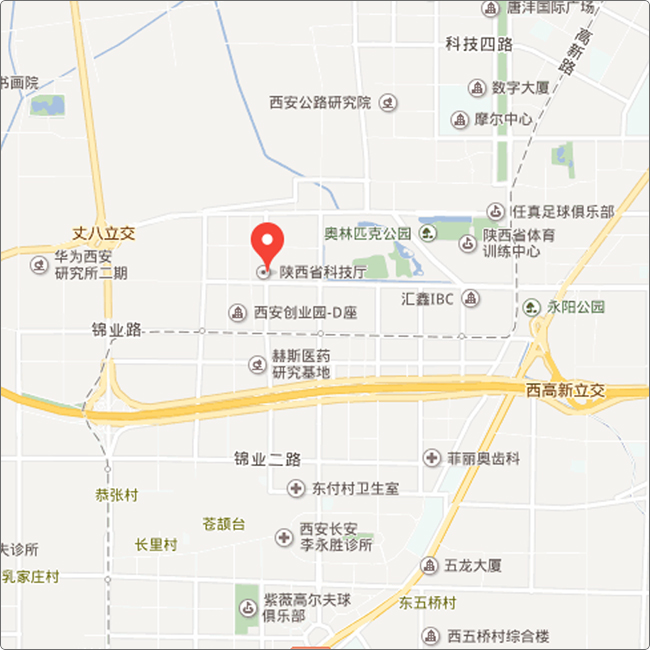 唐沣国际广场
科技四路
高新路
书画院
数字大厦
西安公路研究院
摩尔中心
任真足球俱乐部
丈八立交
奥林匹克公园
陕西省体育
训练中心
华为西安
研究所二期
陕西省科技厅
汇鑫IBC
永阳公园
西安创业园-D座
锦业路
赫斯医药
研究基地
西高新立交
锦业二路
菲丽奥齿科
东付村卫生室
恭张村
苍颉台
西安长安
李永胜诊所
长里村
夫诊所
五龙大厦
乳家庄村
紫薇高尔夫球
俱乐部
东五桥村
西五桥村综合楼